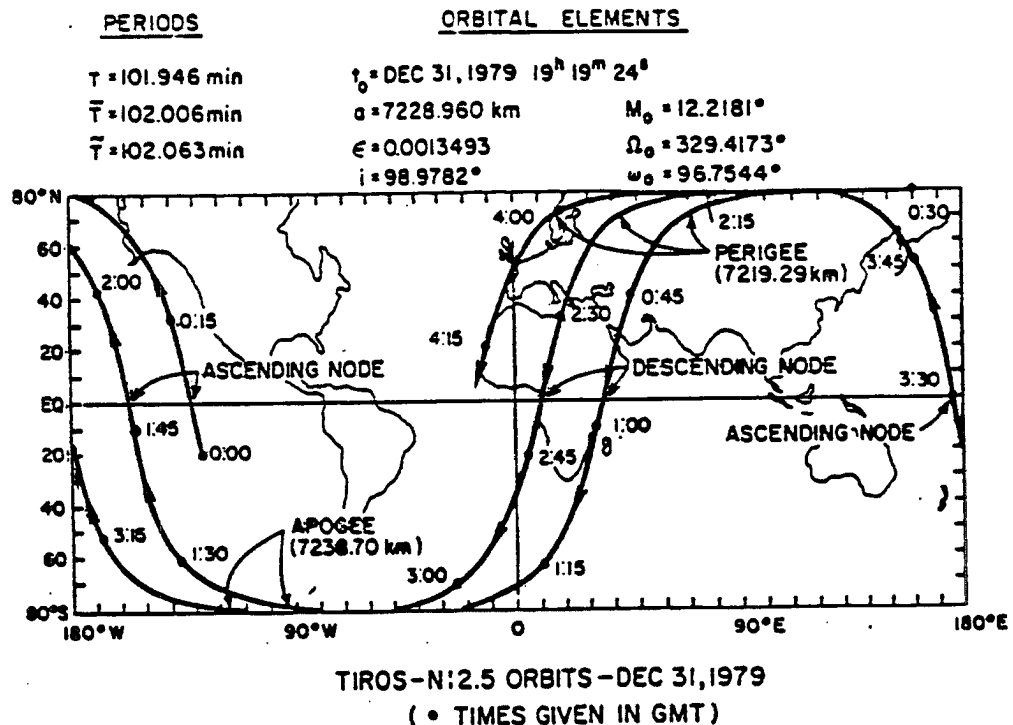 PERIODS
ORBITAL ELEMENTS
T = 101.946 min
t₀ = DEC 31, 1979 19ʰ 19ᵐ 24ˢ
T̅ = 102.006 min
a = 7228.960 km
M₀ = 12.2181°
T̃ = 102.063 min
ϵ = 0.0013493
Ω₀ = 329.4173°
i = 98.9782°
ω₀ = 96.7544°
80°N
60
40
20
EQ
20
40
60
80°S
4:00
2:15
0:30
PERIGEE
(7219.29 km)
3:45
2:00
0:15
2:30
0:45
4:15
ASCENDING NODE
DESCENDING NODE
3:30
ASCENDING NODE
1:45
0:00
1:00
2:45
APOGEE
(7238.70 km)
3:15
1:30
3:00
1:15
180°W
90°W
0
90°E
180°E
TIROS-N: 2.5 ORBITS - DEC 31, 1979
( • TIMES GIVEN IN GMT)